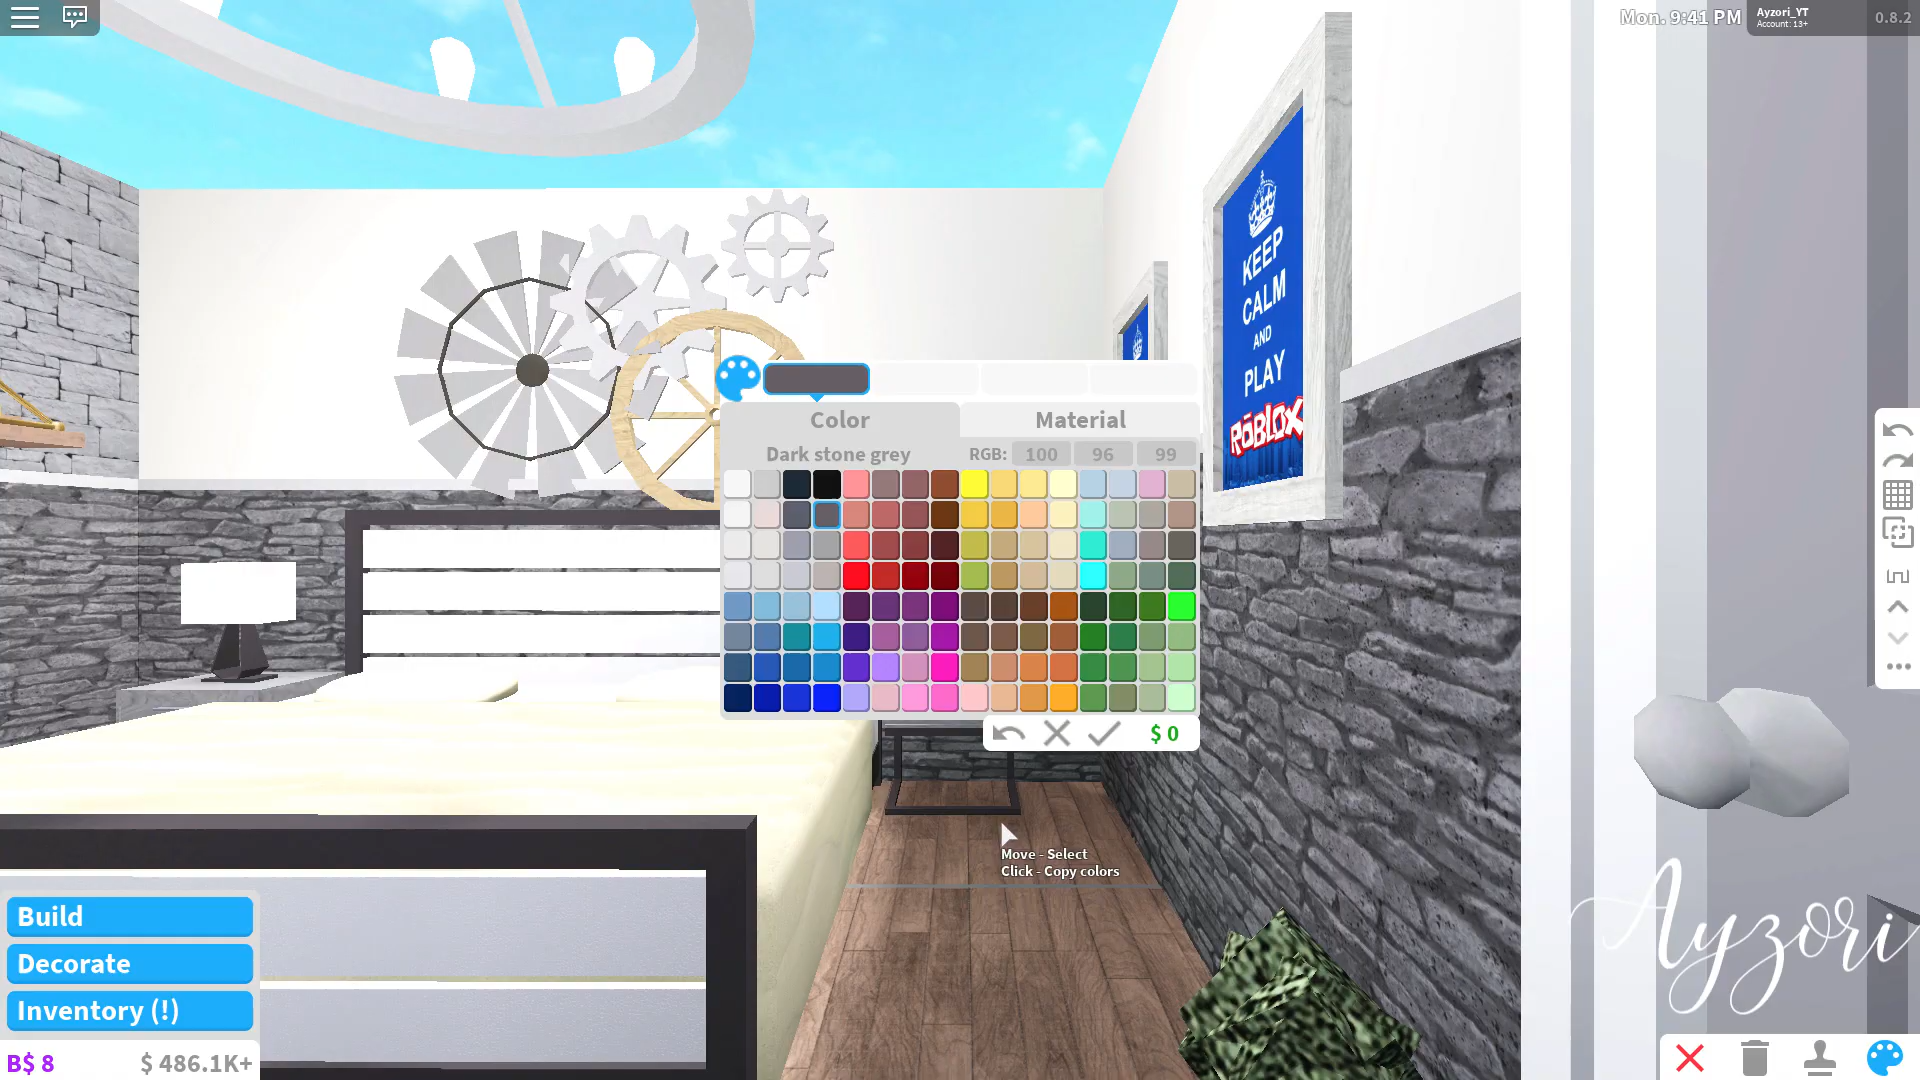 Mon. 9:41 PM
Ayzori_YT
Account: 13+
0.8.2
KEEP
CALM
AND
PLAY
ROBLOX
Color
Material
Dark stone grey
RGB: 100 96 99
$ 0
Move - Select
Click - Copy colors
Build
Decorate
Inventory (!)
B$ 8
$ 486.1K+
Ayzori